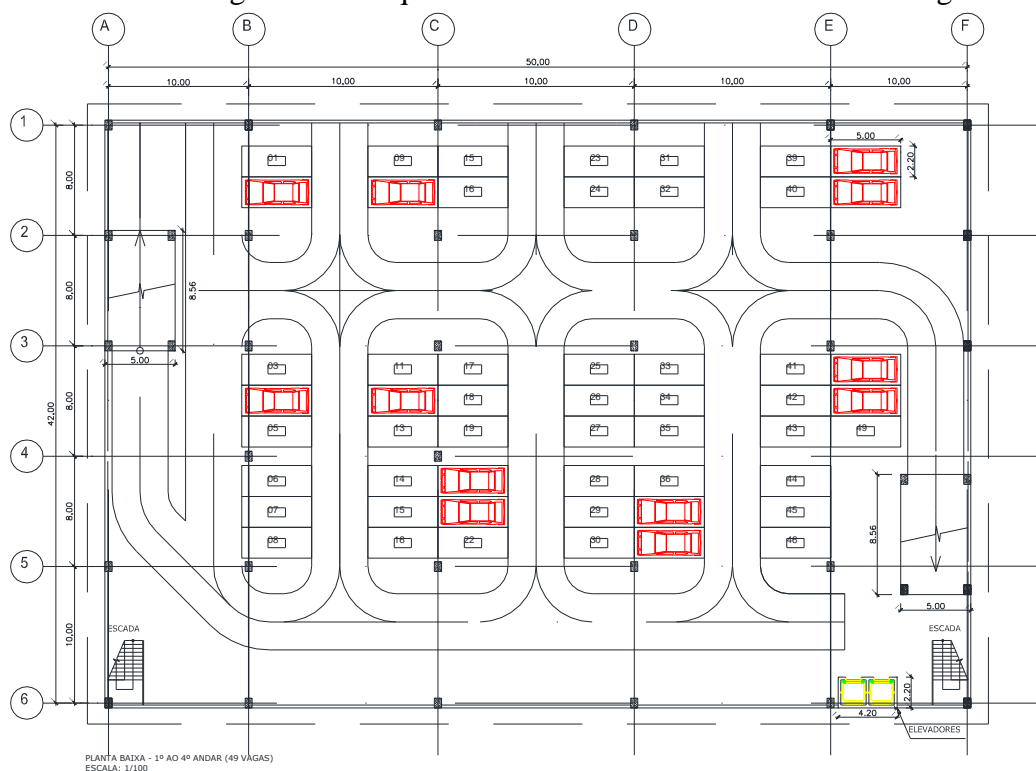 A B C D E F
50,00
10,00 10,00 10,00 10,00 10,00
1
5.00
01 09 15 23 31 39
2.20
8,00
16 24 32 40
2
8,00
8.56
3
5.00
03 11 17 25 33 41
42,00
8,00
18 26 34 42
05 13 19 27 35 43 49
4
06 14 28 36 44
8,00
07 15 29 45
8.56
08 16 22 30 46
5
5.00
10,00
ESCADA ESCADA
2.20
6
4.20
ELEVADORES
PLANTA BAIXA - 1º AO 4º ANDAR (49 VAGAS)
ESCALA: 1/100